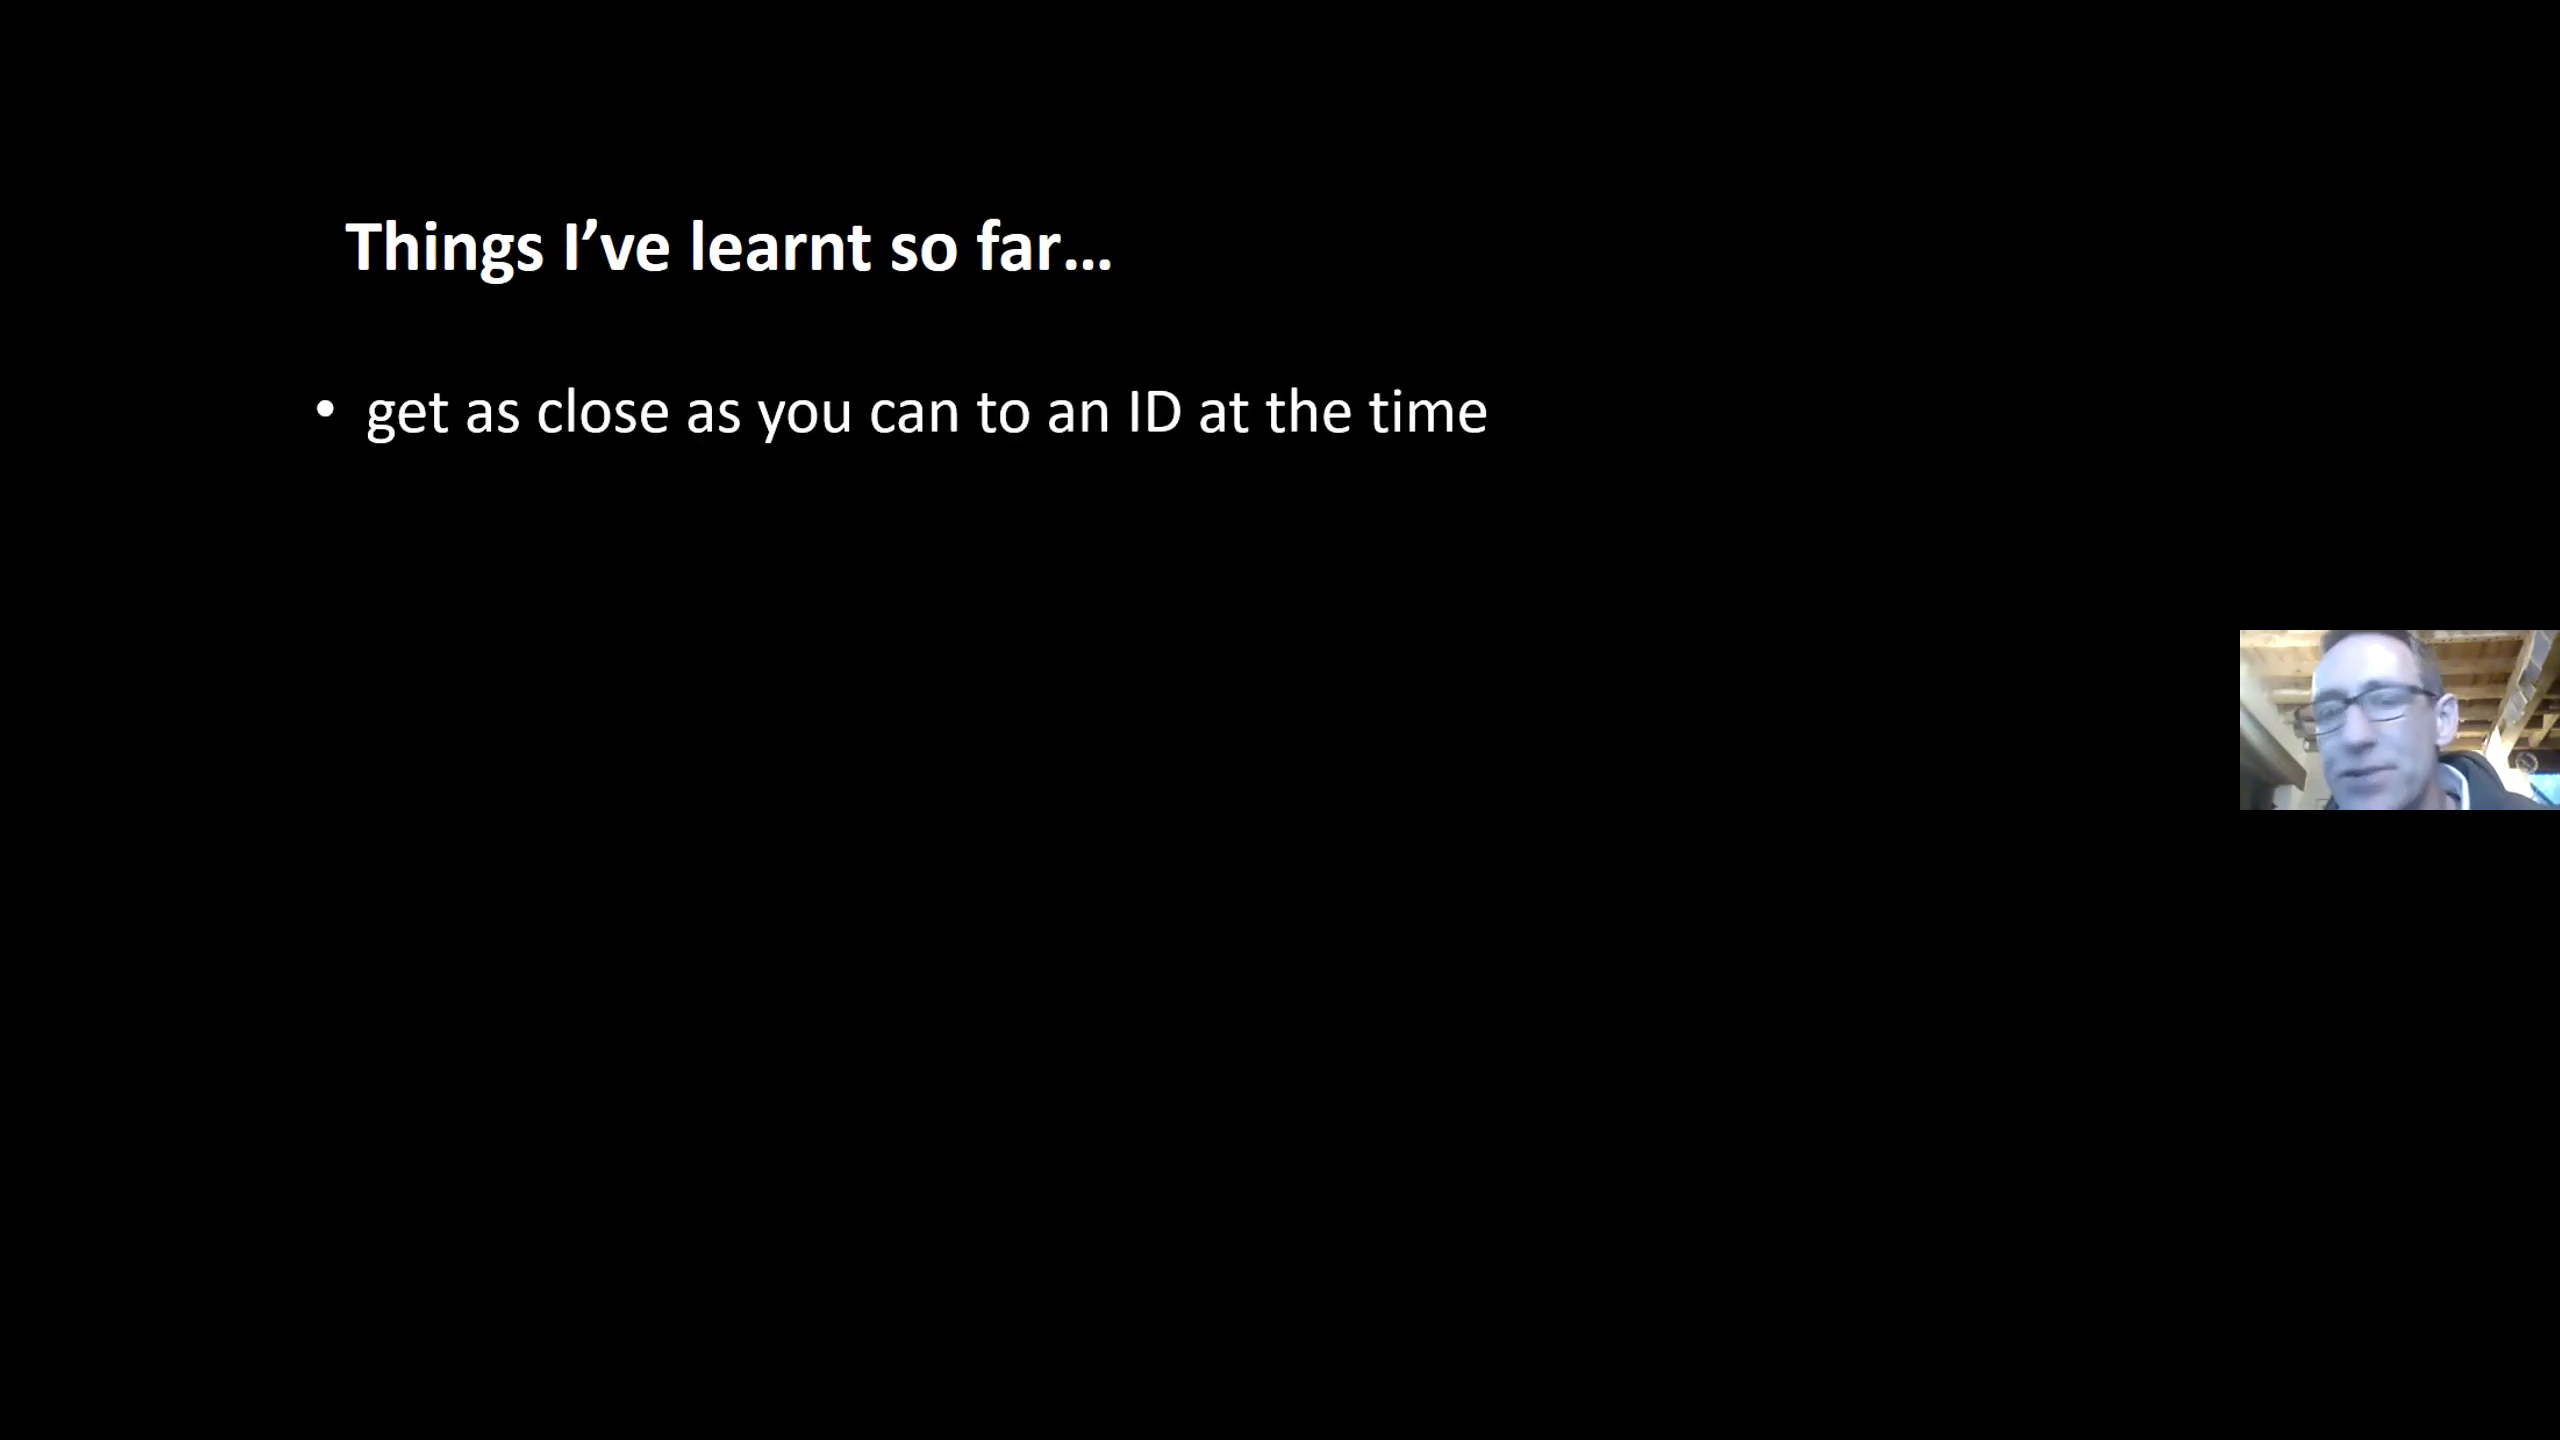 Things I’ve learnt so far…
• get as close as you can to an ID at the time